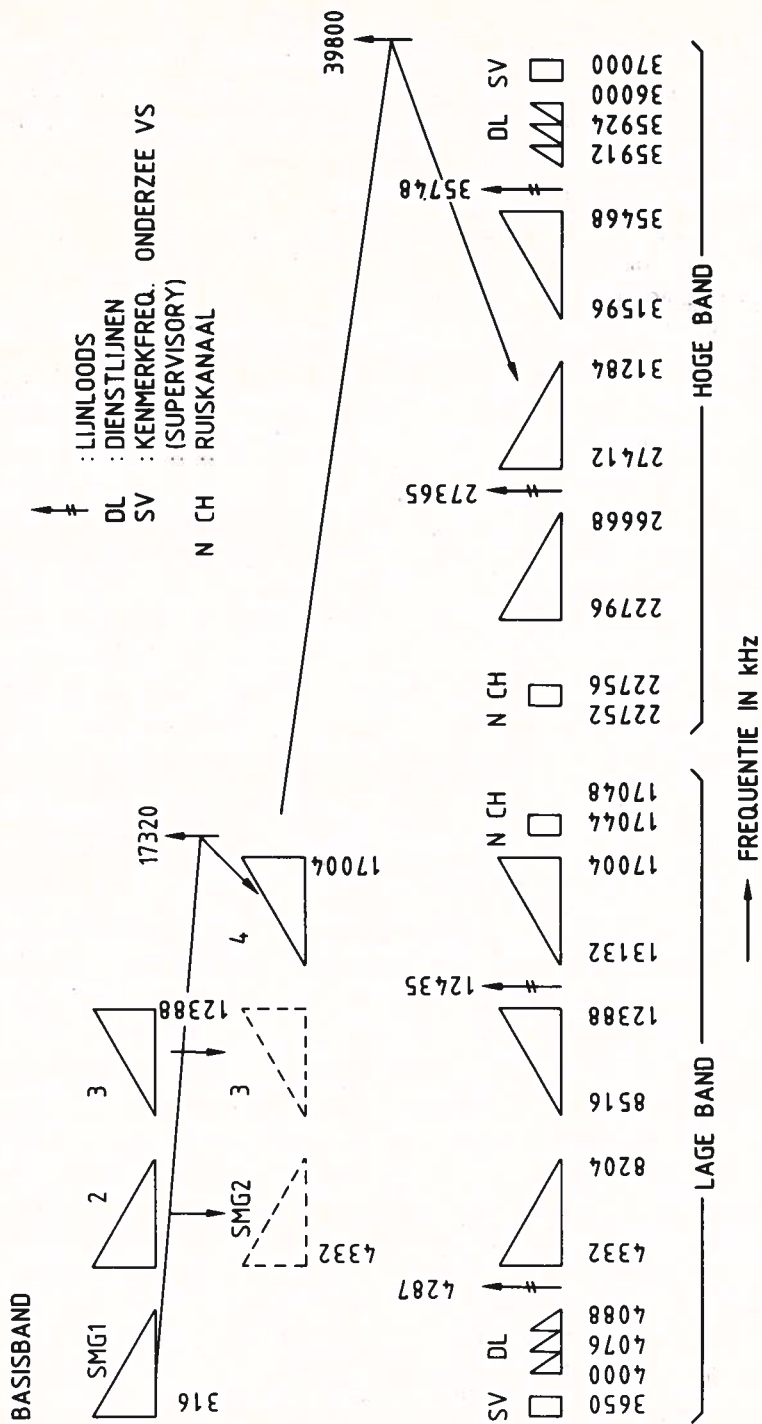 BASISBAND
SMG1
2
3
316
12388
17320
SMG2
3
4
4332
17004
39800
: LIJNLOODS
DL : DIENSTLIJNEN
SV : KENMERKFREQ. ONDERZEE VS
: (SUPERVISORY)
N CH : RUISKANAAL
SV DL 4287 12435 N CH
3650 4000 4076 4088 4332 8204 8516 12388 13132 17004 17044 17048
LAGE BAND
N CH 27365 35748 DL SV
22752 22756 22796 26668 27412 31284 31596 35468 35912 35924 36000 37000
HOGE BAND
FREQUENTIE IN kHz